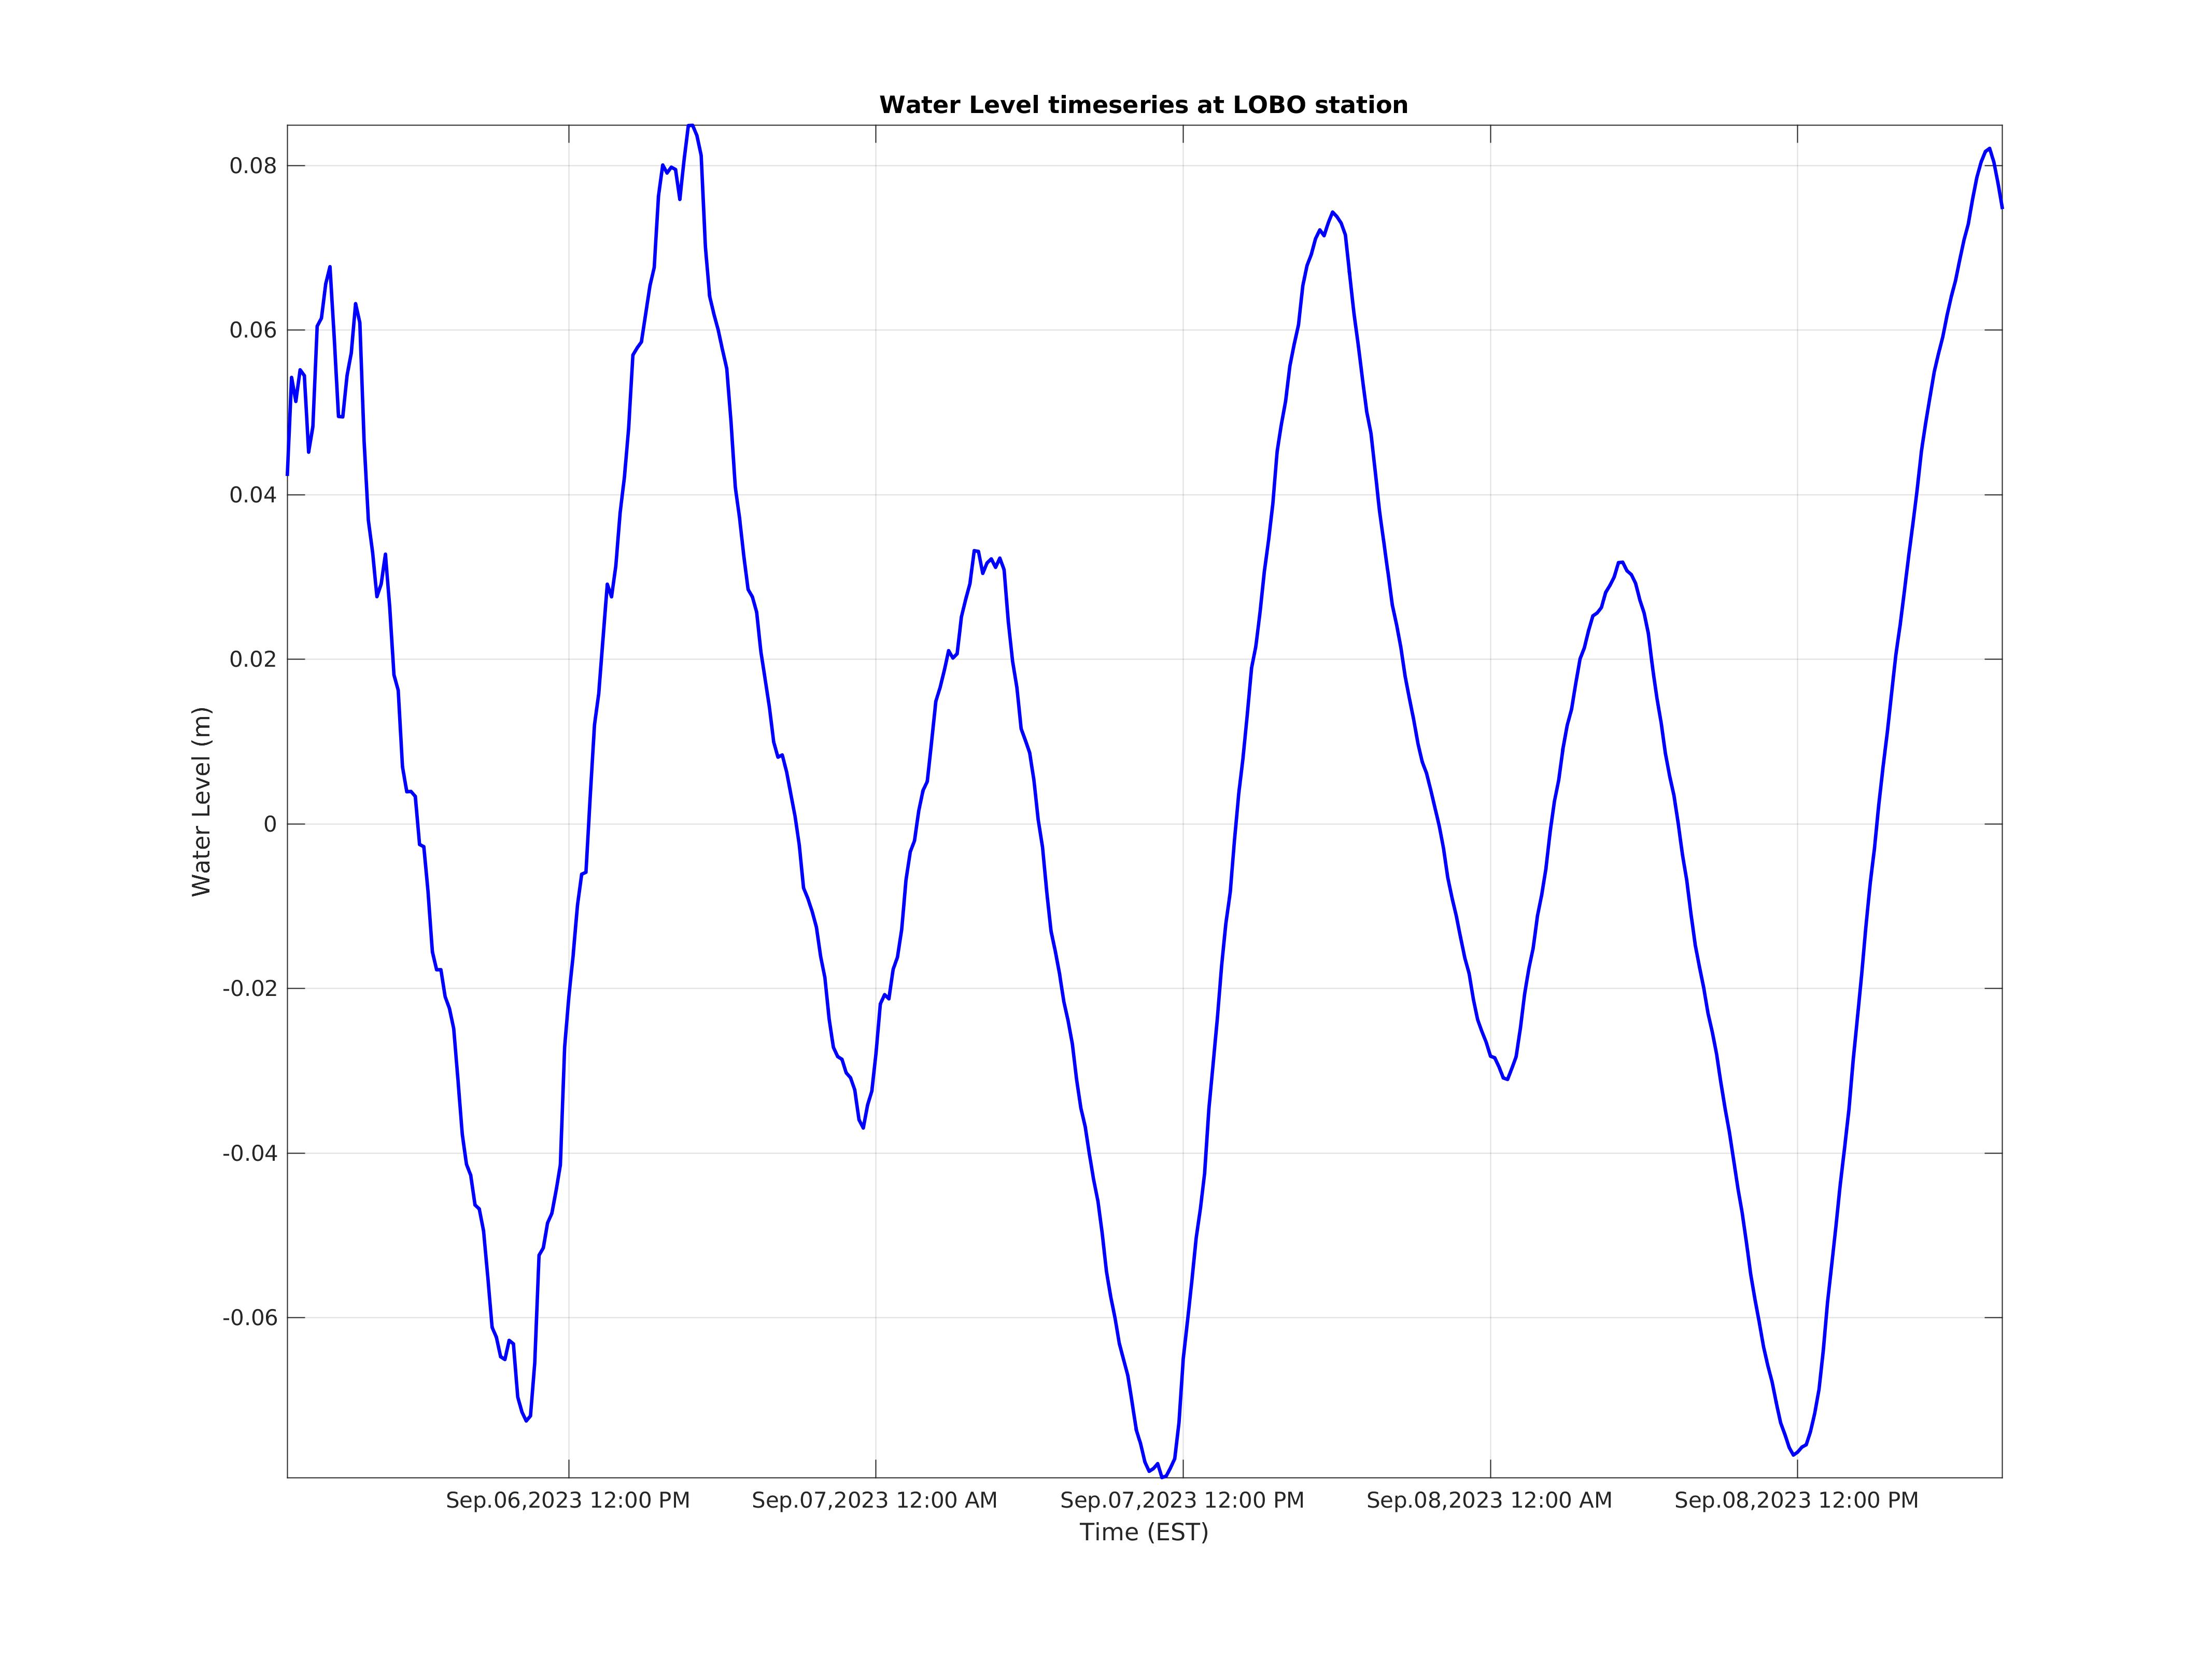 Water Level timeseries at LOBO station
0.08
0.06
0.04
0.02
0
-0.02
-0.04
-0.06
Water Level (m)
Sep.06,2023 12:00 PM
Sep.07,2023 12:00 AM
Sep.07,2023 12:00 PM
Sep.08,2023 12:00 AM
Sep.08,2023 12:00 PM
Time (EST)